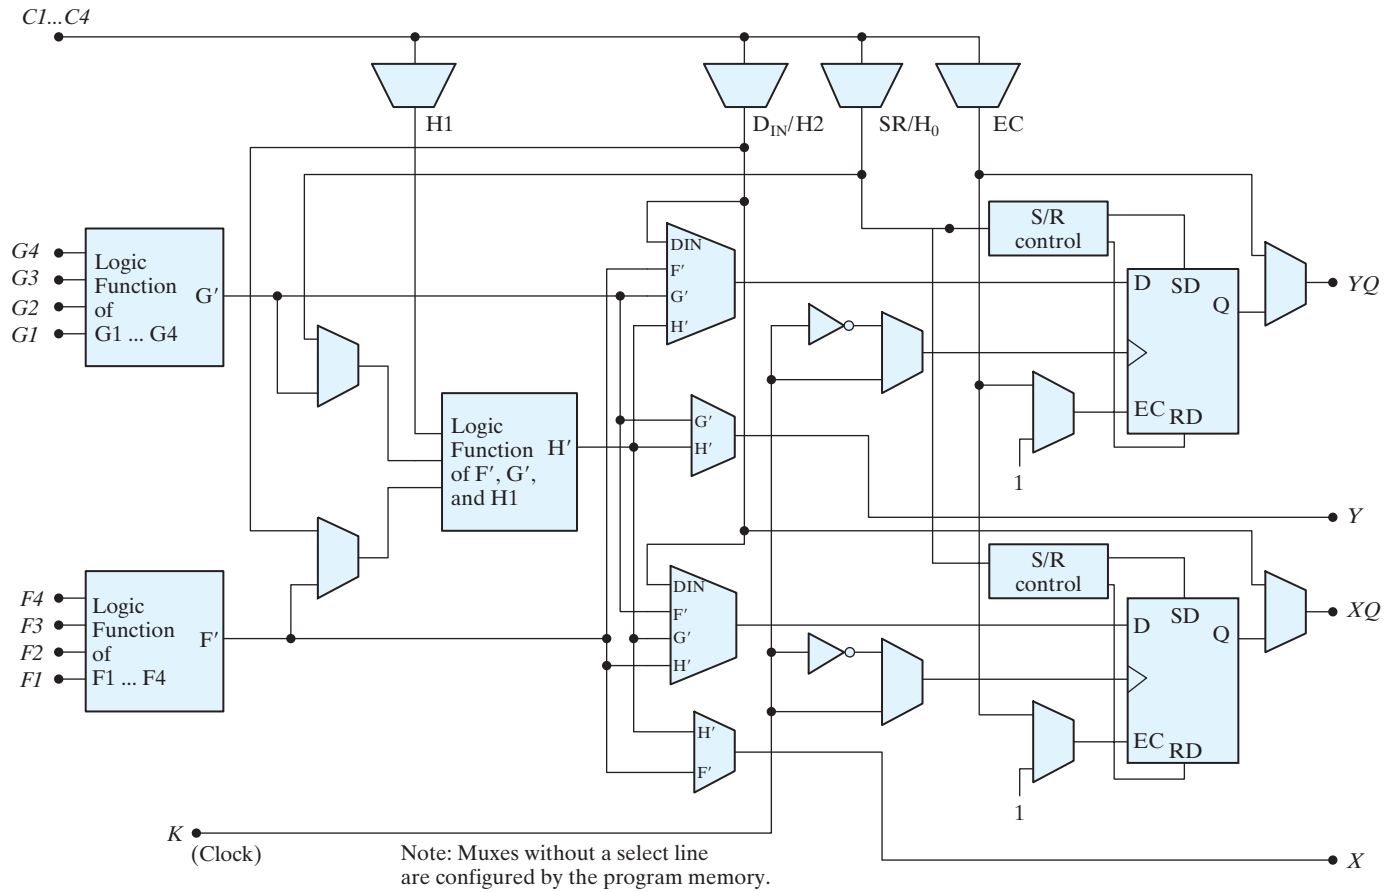 C1...C4
H1
D_IN/H2
SR/H_0
EC
S/R
control
G4
G3
G2
G1
Logic
Function
of
G1 ... G4
G′
DIN
F′
G′
H′
D
SD
Q
EC
RD
YQ
1
Logic
Function
of F′, G′,
and H1
H′
G′
H′
Y
S/R
control
F4
F3
F2
F1
Logic
Function
of
F1 ... F4
F′
DIN
F′
G′
H′
D
SD
Q
EC
RD
XQ
1
H′
F′
K
(Clock)
Note: Muxes without a select line
are configured by the program memory.
X